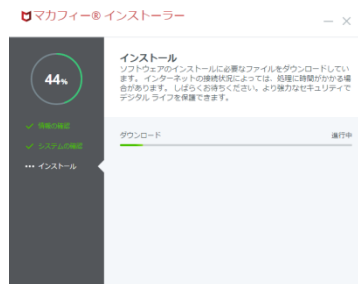 マカフィー® インストーラー
44%
インストール
ソフトウェアのインストールに必要なファイルをダウンロードしてい
ます。 インターネットの接続状況によっては、処理に時間がかかる場
合があります。 しばらくお待ちください。より強力なセキュリティで
デジタル ライフを保護できます。
✓ 情報の確認
✓ システムの確認
••• インストール
ダウンロード 進行中